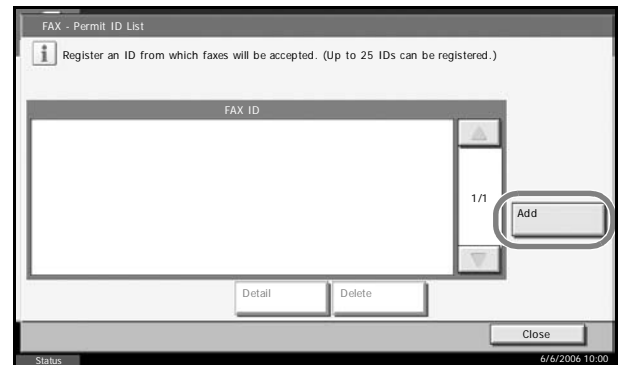 FAX - Permit ID List
Register an ID from which faxes will be accepted. (Up to 25 IDs can be registered.)
FAX ID
1/1
Add
Detail Delete
Close
Status 6/6/2006 10:00